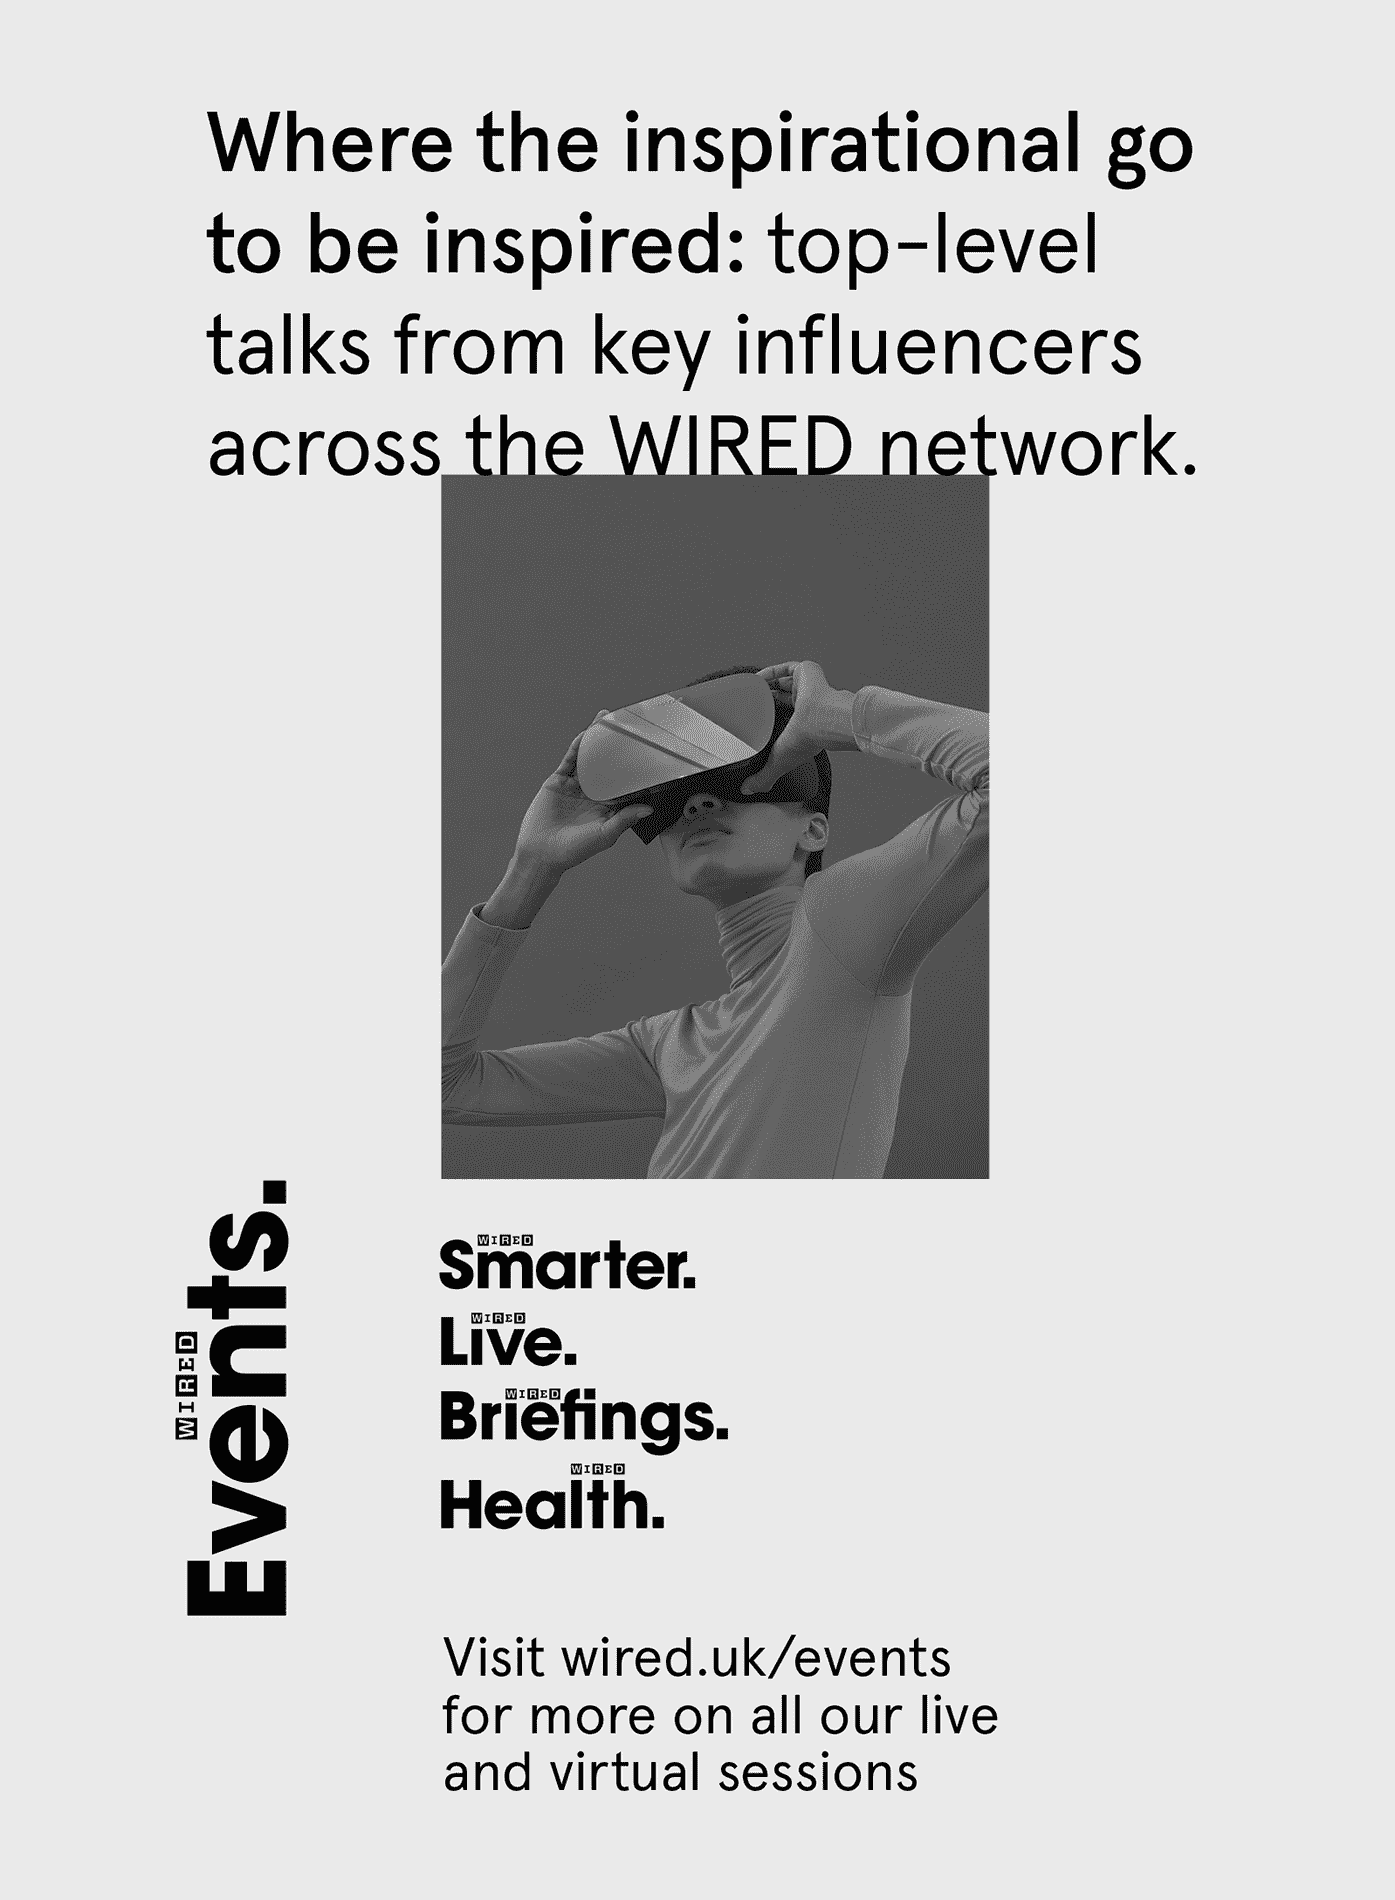 Where the inspirational go
to be inspired: top-level
talks from key influencers
across the WIRED network.
WIRED
Events.
WIRED
Smarter.
WIRED
Live.
WIRED
Briefings.
WIRED
Health.
Visit wired.uk/events
for more on all our live
and virtual sessions